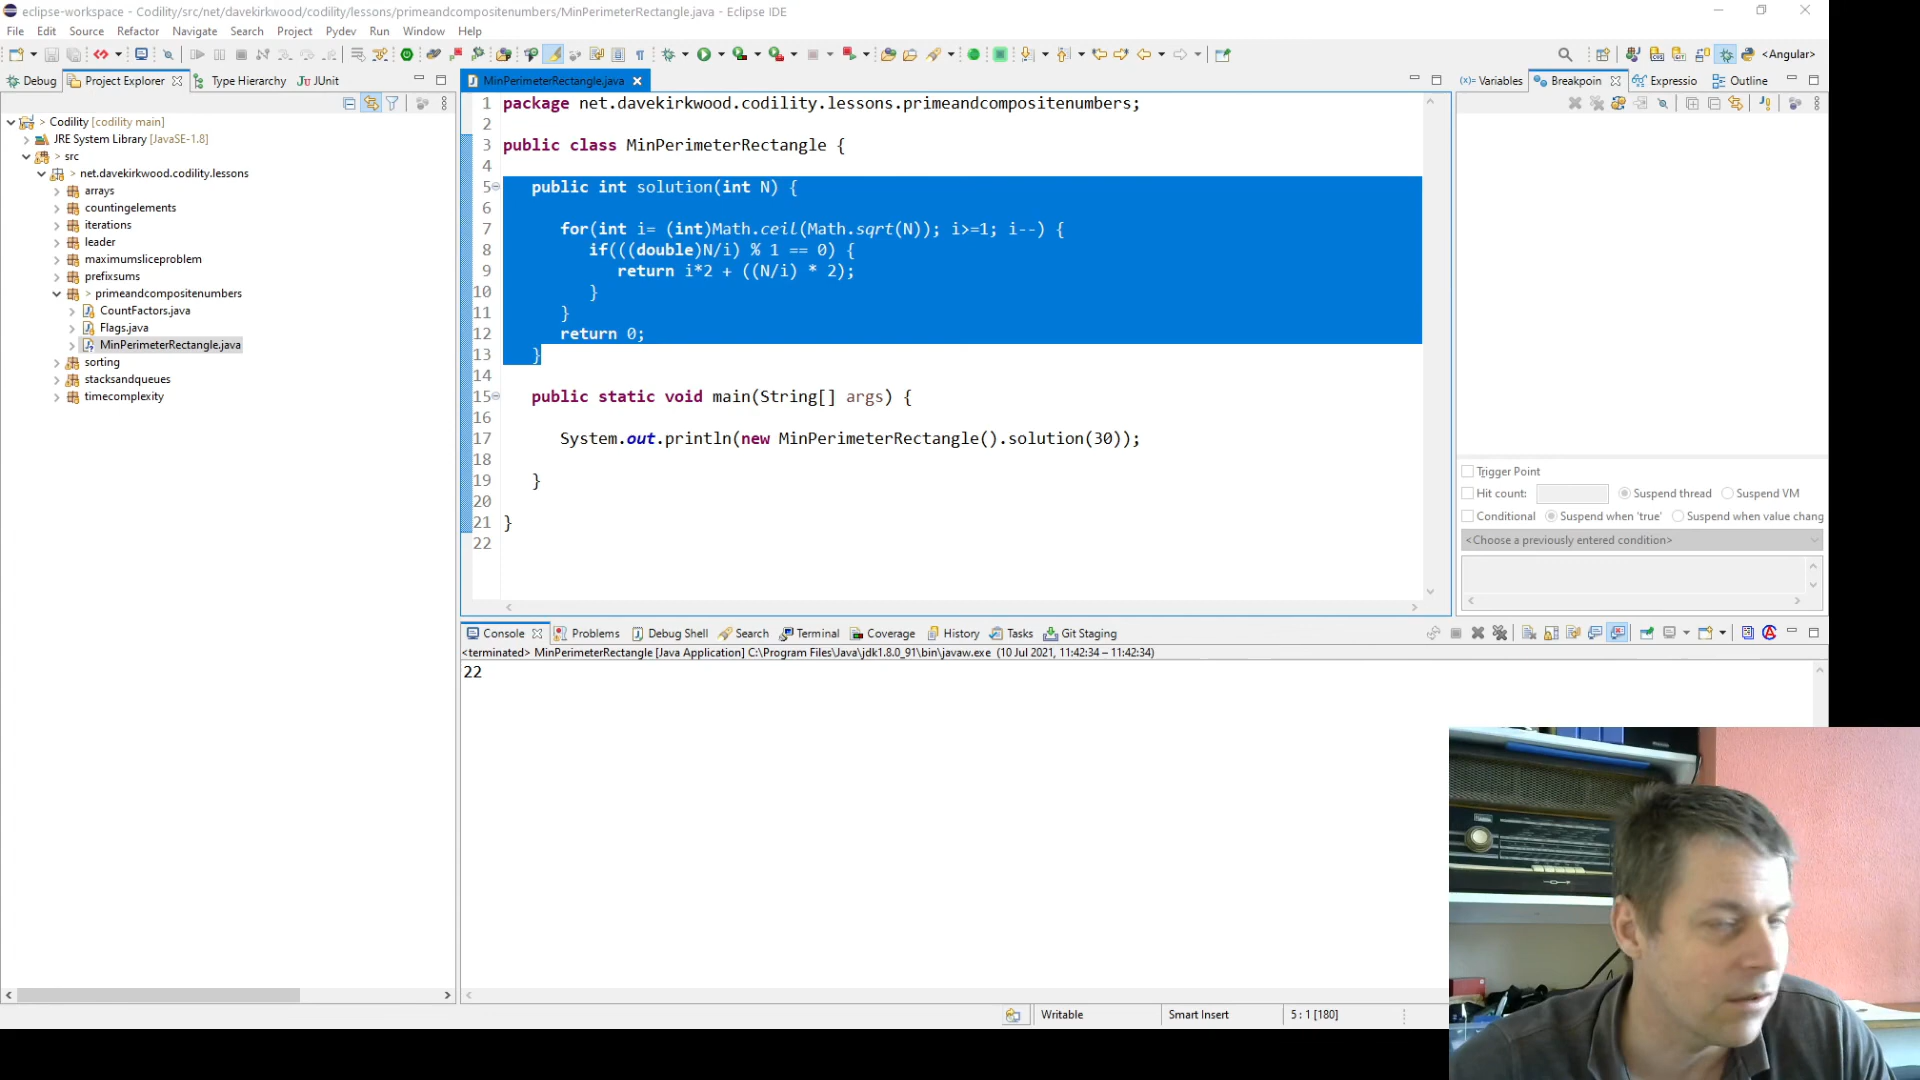 eclipse-workspace - Codility/src/net/davekirkwood/codility/lessons/primeandcompositenumbers/MinPerimeterRectangle.java - Eclipse IDE
File Edit Source Refactor Navigate Search Project Pydev Run Window Help
<Angular>
Debug Project Explorer Type Hierarchy JUnit
MinPerimeterRectangle.java
Variables Breakpoin Expressio Outline
> Codility [codility main]
JRE System Library [JavaSE-1.8]
> src
> net.davekirkwood.codility.lessons
arrays
countingelements
iterations
leader
maximumsliceproblem
prefixsums
> primeandcompositenumbers
CountFactors.java
Flags.java
MinPerimeterRectangle.java
sorting
stacksandqueues
timecomplexity
1 package net.davekirkwood.codility.lessons.primeandcompositenumbers;
2
3 public class MinPerimeterRectangle {
4
5 public int solution(int N) {
6
7 for(int i= (int)Math.ceil(Math.sqrt(N)); i>=1; i--) {
8 if(((double)N/i) % 1 == 0) {
9 return i*2 + ((N/i) * 2);
10 }
11 }
12 return 0;
13 }
14
15 public static void main(String[] args) {
16
17 System.out.println(new MinPerimeterRectangle().solution(30));
18
19 }
20
21 }
22
Trigger Point
Hit count: Suspend thread Suspend VM
Conditional Suspend when 'true' Suspend when value chang
<Choose a previously entered condition>
Console Problems Debug Shell Search Terminal Coverage History Tasks Git Staging
<terminated> MinPerimeterRectangle [Java Application] C:\Program Files\Java\jdk1.8.0_91\bin\javaw.exe (10 Jul 2021, 11:42:34 – 11:42:34)
22
Writable Smart Insert 5 : 1 [180]